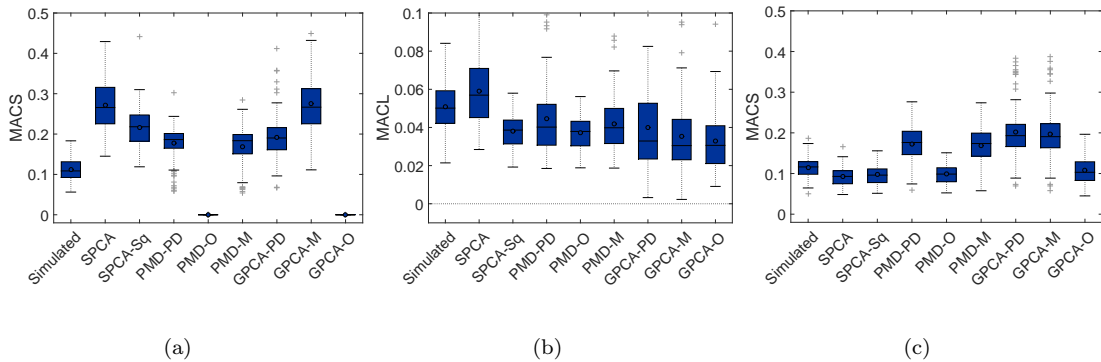 MACS
0.5
0.4
0.3
0.2
0.1
0
Simulated
SPCA
SPCA-Sq
PMD-PD
PMD-O
PMD-M
GPCA-PD
GPCA-M
GPCA-O
(a)
MACL
0.1
0.08
0.06
0.04
0.02
0
Simulated
SPCA
SPCA-Sq
PMD-PD
PMD-O
PMD-M
GPCA-PD
GPCA-M
GPCA-O
(b)
MACS
0.5
0.4
0.3
0.2
0.1
0
Simulated
SPCA
SPCA-Sq
PMD-PD
PMD-O
PMD-M
GPCA-PD
GPCA-M
GPCA-O
(c)